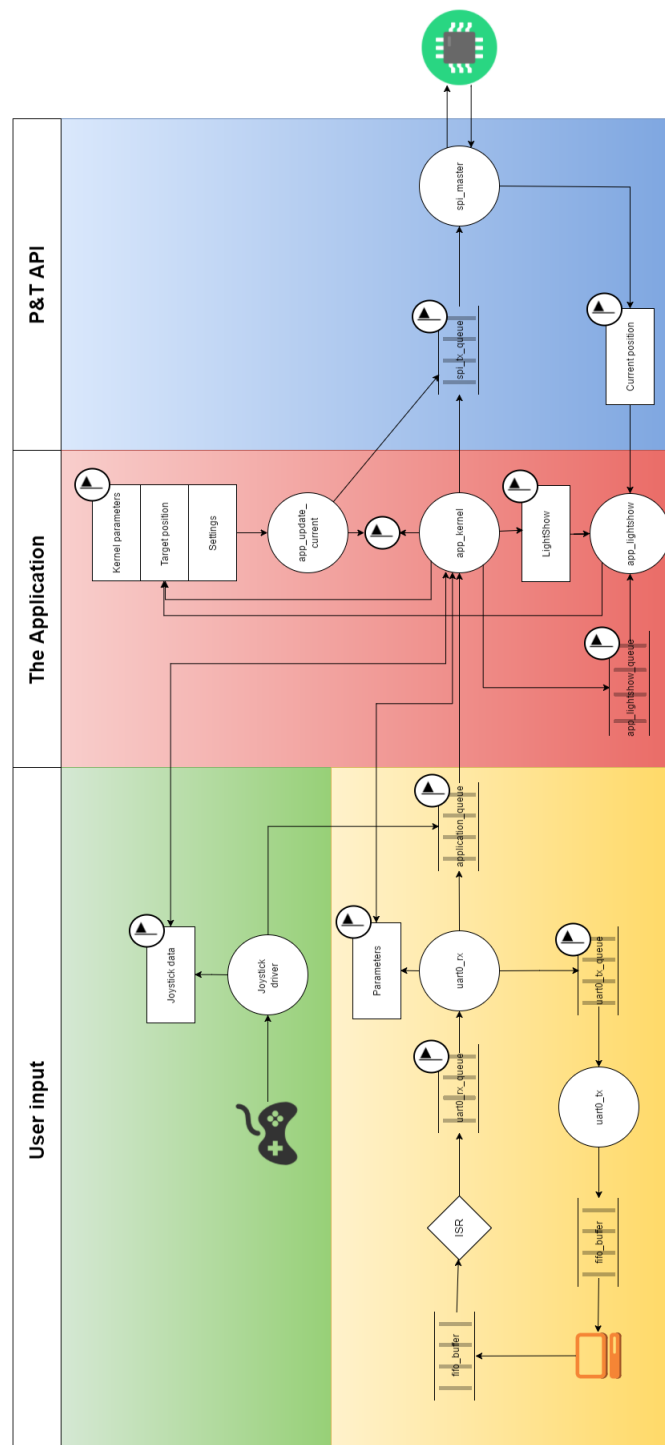 User input
The Application
P&T API
Joystick data
Joystick
driver
Parameters
fifo_buffer
ISR
uart0_rx_queue
uart0_rx
application_queue
uart0_tx_queue
uart0_tx
fifo_buffer
Kernel parameters
Target position
Settings
app_update_
current
app_kernel
LightShow
app_lightshow_queue
app_lightshow
spi_tx_queue
spi_master
Current position